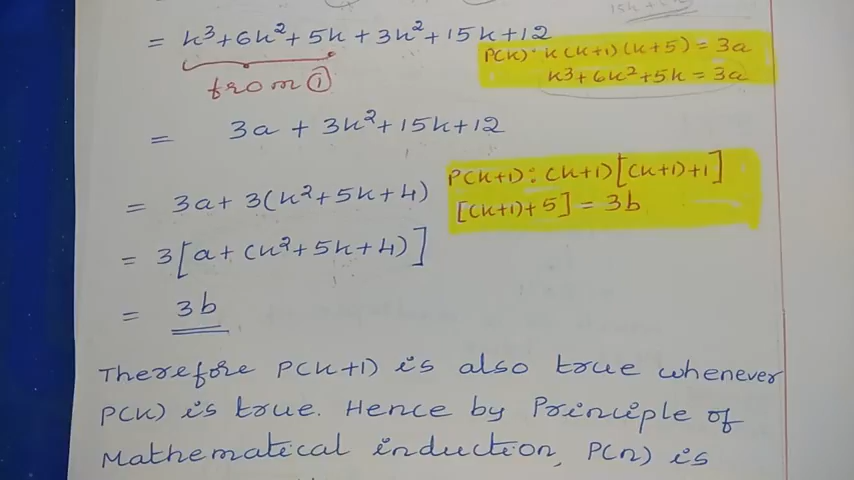 = k³+6k²+5k+3k²+15k+12
from ①
P(k): k(k+1)(k+5) = 3a
k³+6k²+5k = 3a
= 3a + 3k²+15k+12
= 3a+3(k²+5k+4)
P(k+1): (k+1)[(k+1)+1]
[(k+1)+5] = 3b
= 3[a+(k²+5k+4)]
= 3b
Therefore P(k+1) is also true whenever
P(k) is true. Hence by Principle of
Mathematical induction, P(n) is